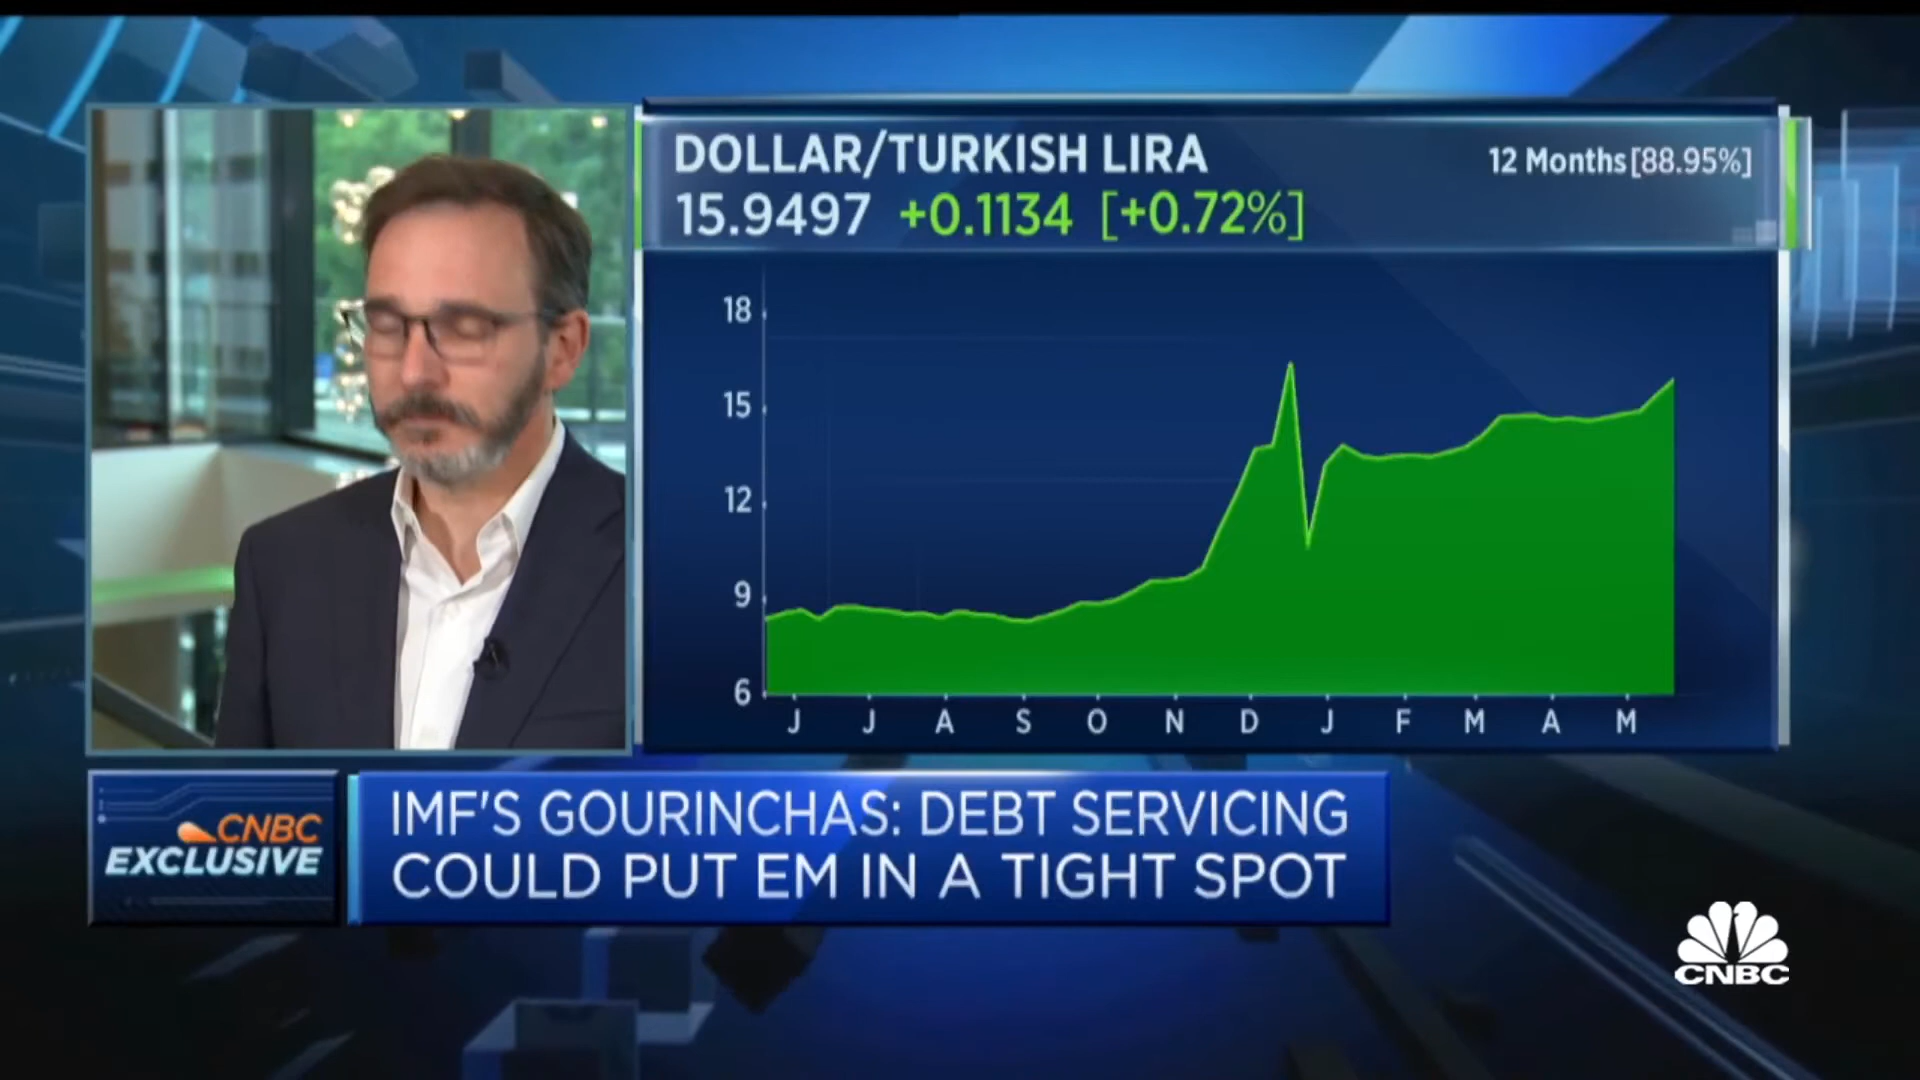 DOLLAR/TURKISH LIRA
12 Months [88.95%]
15.9497 +0.1134 [+0.72%]
18
15
12
9
6
J J A S O N D J F M A M
CNBC
EXCLUSIVE
IMF'S GOURINCHAS: DEBT SERVICING
COULD PUT EM IN A TIGHT SPOT
CNBC